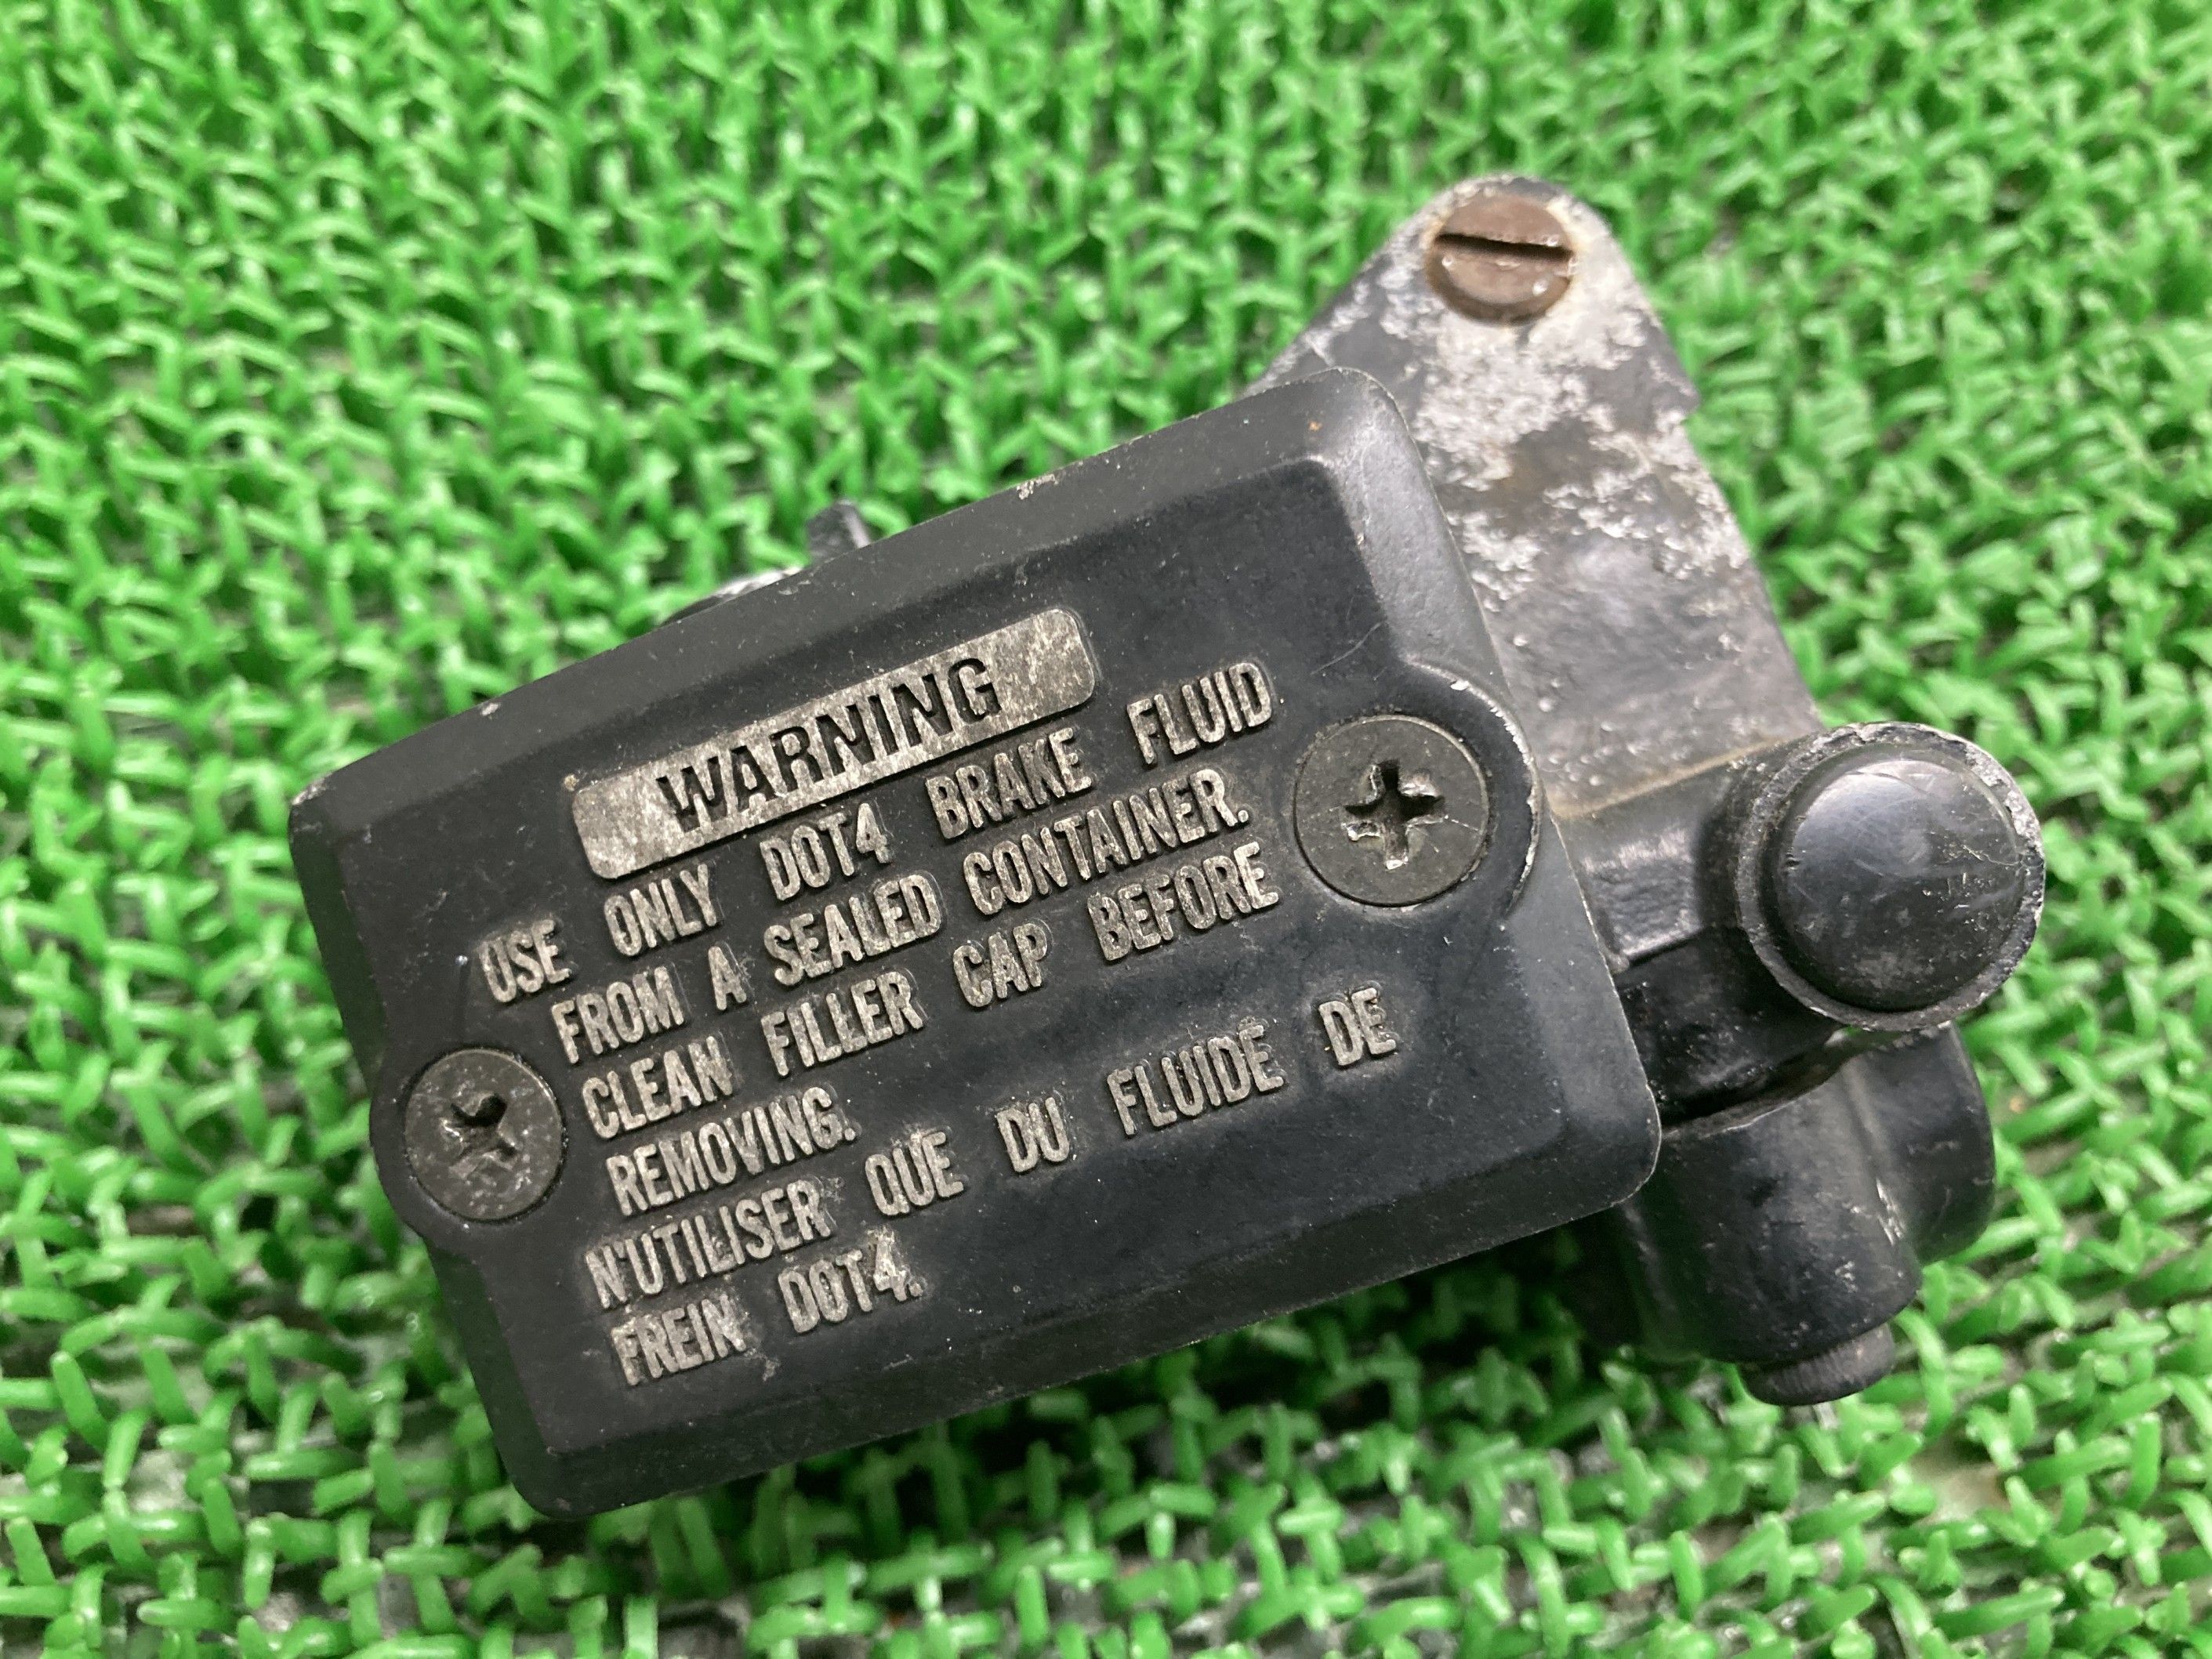 WARNING
USE ONLY DOT4 BRAKE FLUID
FROM A SEALED CONTAINER.
CLEAN FILLER CAP BEFORE
REMOVING.
N'UTILISER QUE DU FLUIDE DE
FREIN DOT4.